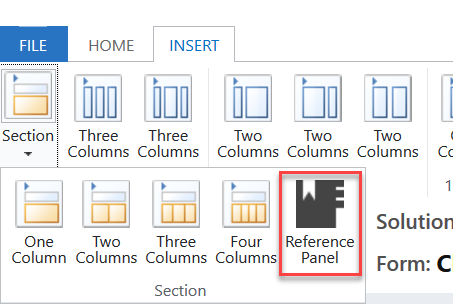 FILE HOME INSERT
Section
Three Columns
Three Columns
Two Columns
Two Columns
Two Columns
One Column
Two Columns
Three Columns
Four Columns
Reference Panel
Section
Solution
Form: